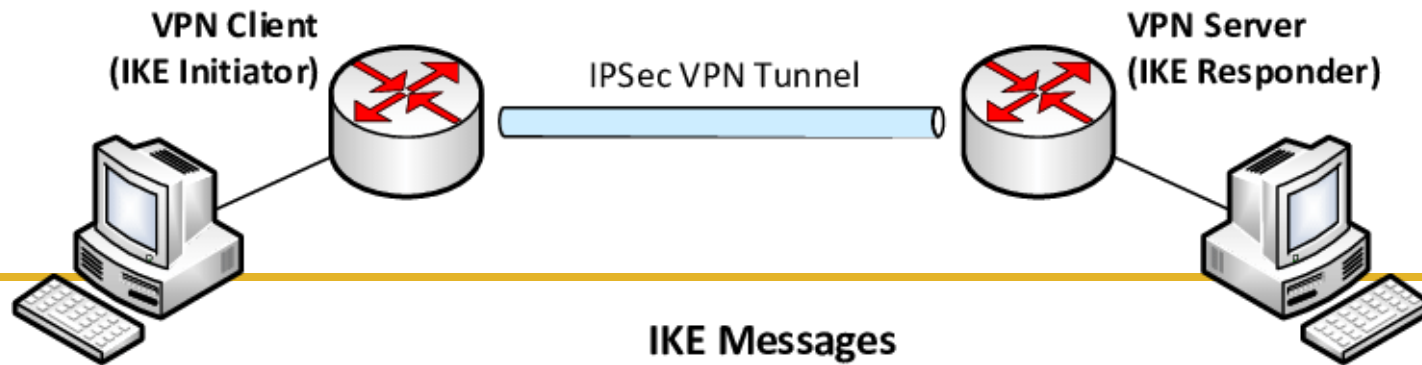 VPN Client
(IKE Initiator)
IPSec VPN Tunnel
VPN Server
(IKE Responder)
IKE Messages